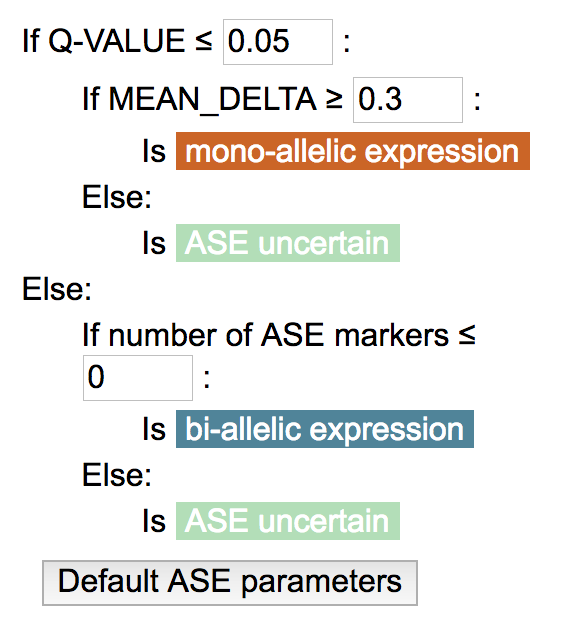 If Q-VALUE ≤ 0.05 :
If MEAN_DELTA ≥ 0.3 :
Is mono-allelic expression
Else:
Is ASE uncertain
Else:
If number of ASE markers ≤
0 :
Is bi-allelic expression
Else:
Is ASE uncertain
Default ASE parameters